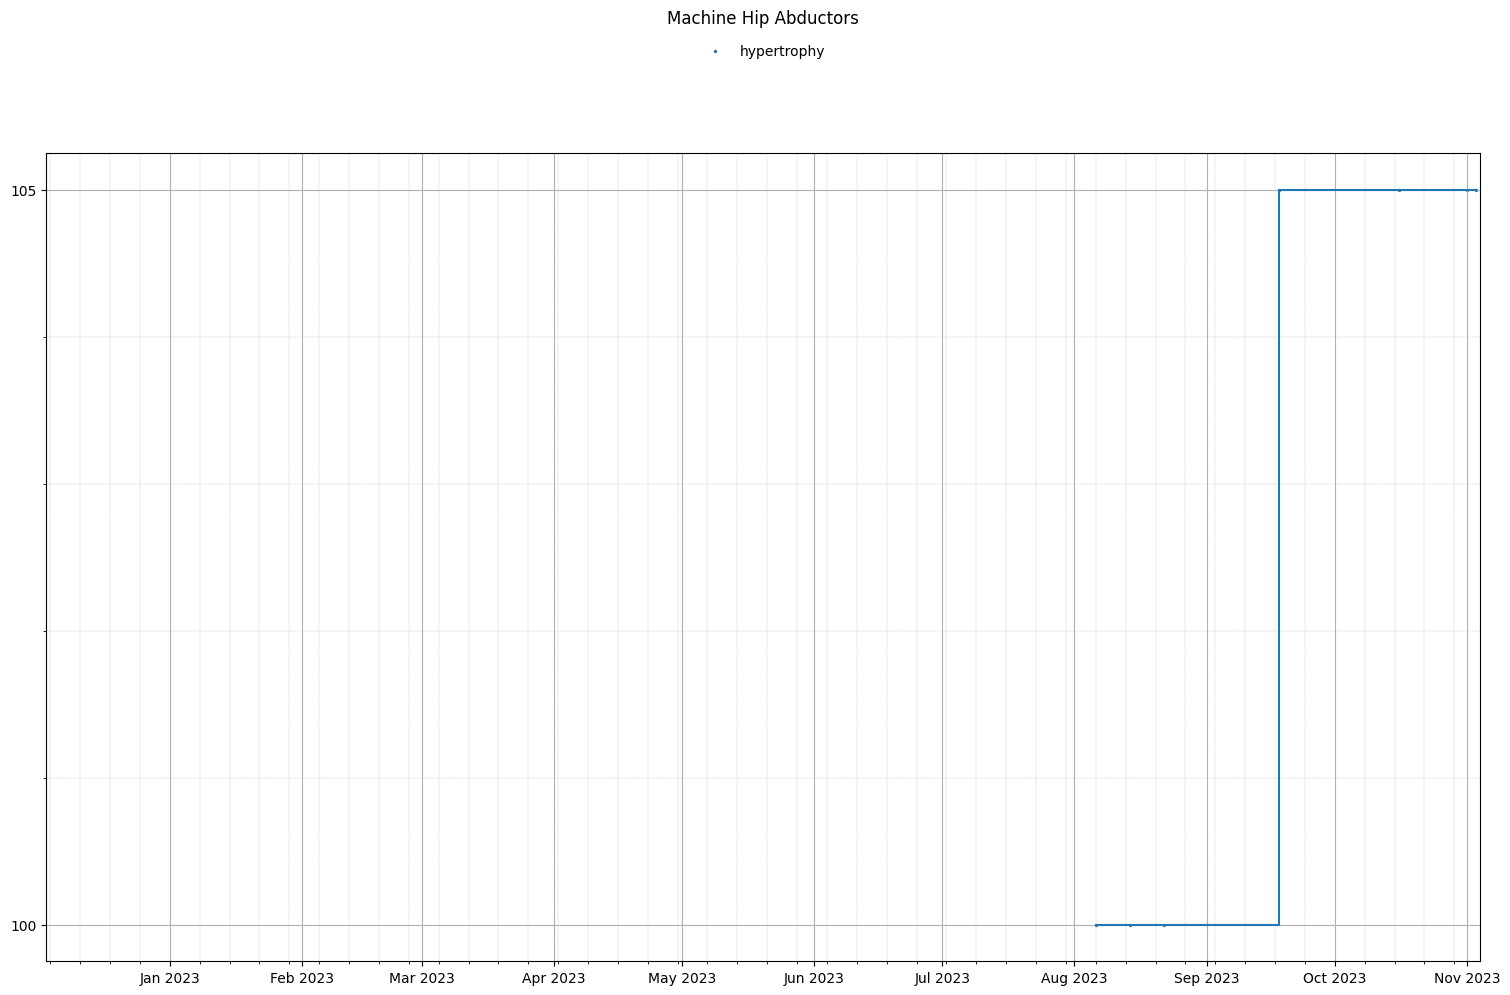 Machine Hip Abductors
hypertrophy
105
100
Jan 2023 Feb 2023 Mar 2023 Apr 2023 May 2023 Jun 2023 Jul 2023 Aug 2023 Sep 2023 Oct 2023 Nov 2023